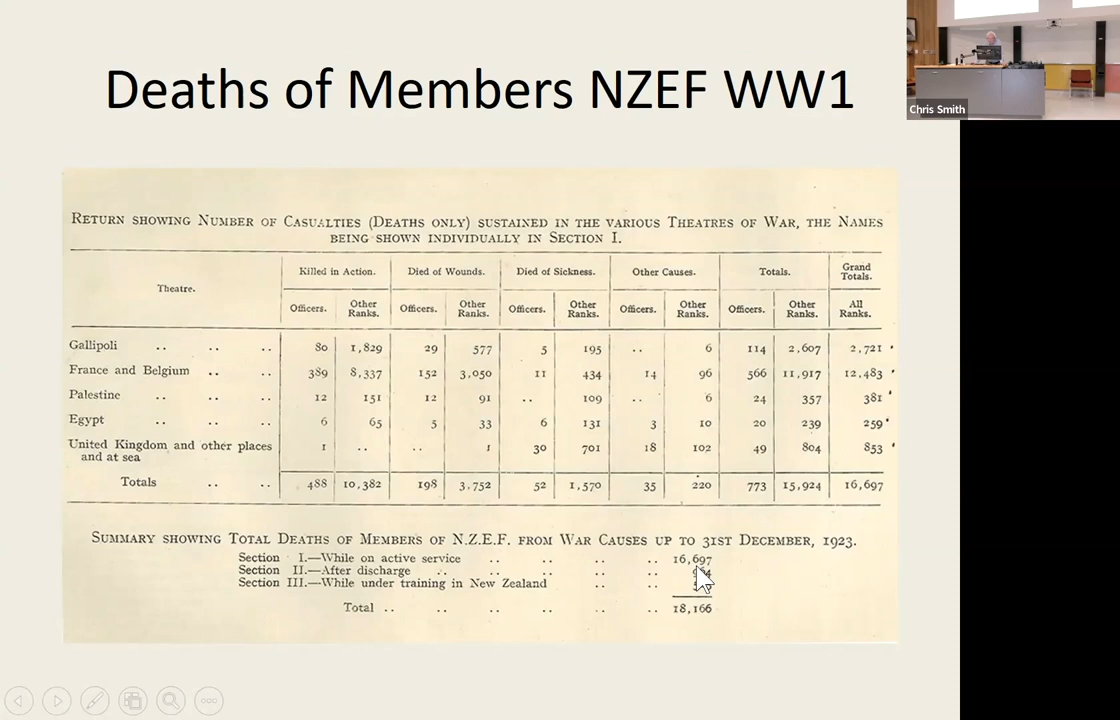 Deaths of Members NZEF WW1
Chris Smith
Return showing Number of Casualties (Deaths only) sustained in the various Theatres of War, the Names
being shown individually in Section I.
Theatre. Killed in Action. Died of Wounds. Died of Sickness. Other Causes. Totals. Grand Totals.
Officers. Other Ranks. Officers. Other Ranks. Officers. Other Ranks. Officers. Other Ranks. Officers. Other Ranks. All Ranks.
Gallipoli .. .. .. 80 1,829 29 577 5 195 .. 6 114 2,607 2,721
France and Belgium .. .. 389 8,337 152 3,050 11 434 14 96 566 11,917 12,483
Palestine .. .. .. 12 151 12 91 .. 109 .. 6 24 357 381
Egypt .. .. .. 6 65 5 33 6 131 3 10 20 239 259
United Kingdom and other places
and at sea 1 .. .. 1 30 701 18 102 49 804 853
Totals .. .. 488 10,382 198 3,752 52 1,570 35 220 773 15,924 16,697
Summary showing Total Deaths of Members of N.Z.E.F. from War Causes up to 31st December, 1923.
Section I.—While on active service .. .. .. .. 16,697
Section II.—After discharge .. .. .. .. ..
Section III.—While under training in New Zealand .. ..
Total .. .. .. .. .. 18,166